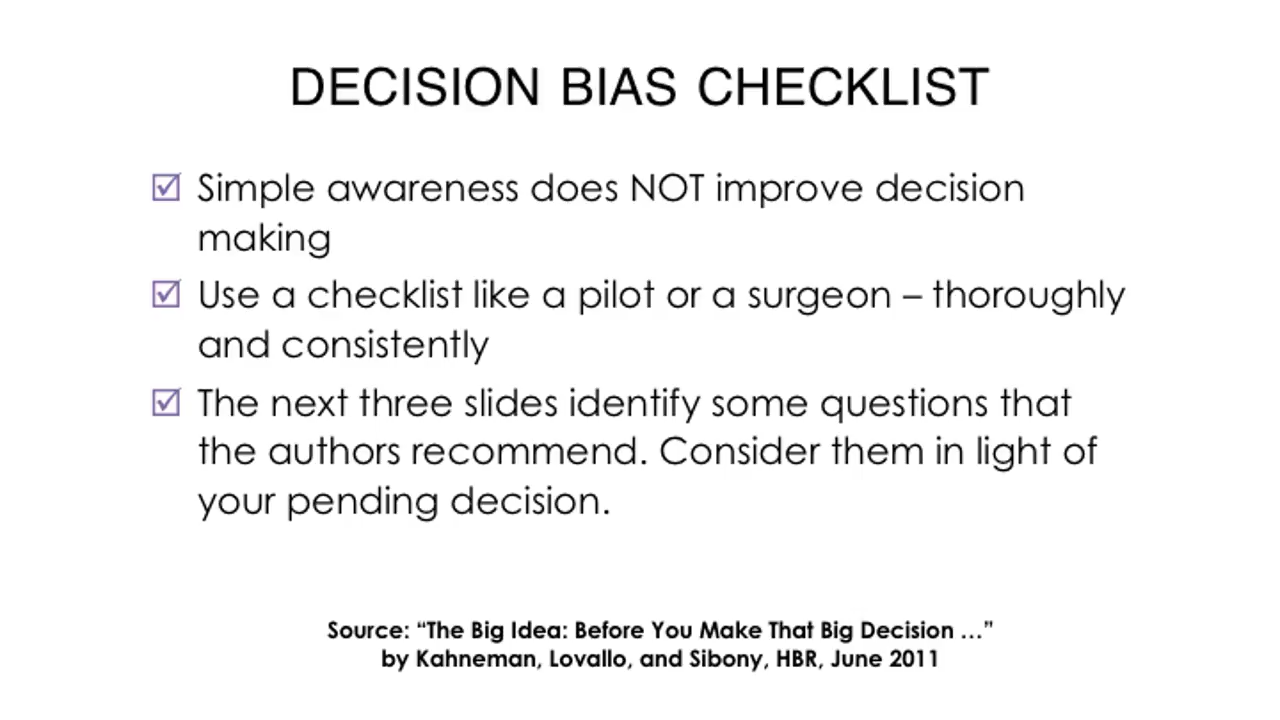 DECISION BIAS CHECKLIST
Simple awareness does NOT improve decision
making
Use a checklist like a pilot or a surgeon – thoroughly
and consistently
The next three slides identify some questions that
the authors recommend. Consider them in light of
your pending decision.
Source: “The Big Idea: Before You Make That Big Decision …”
by Kahneman, Lovallo, and Sibony, HBR, June 2011